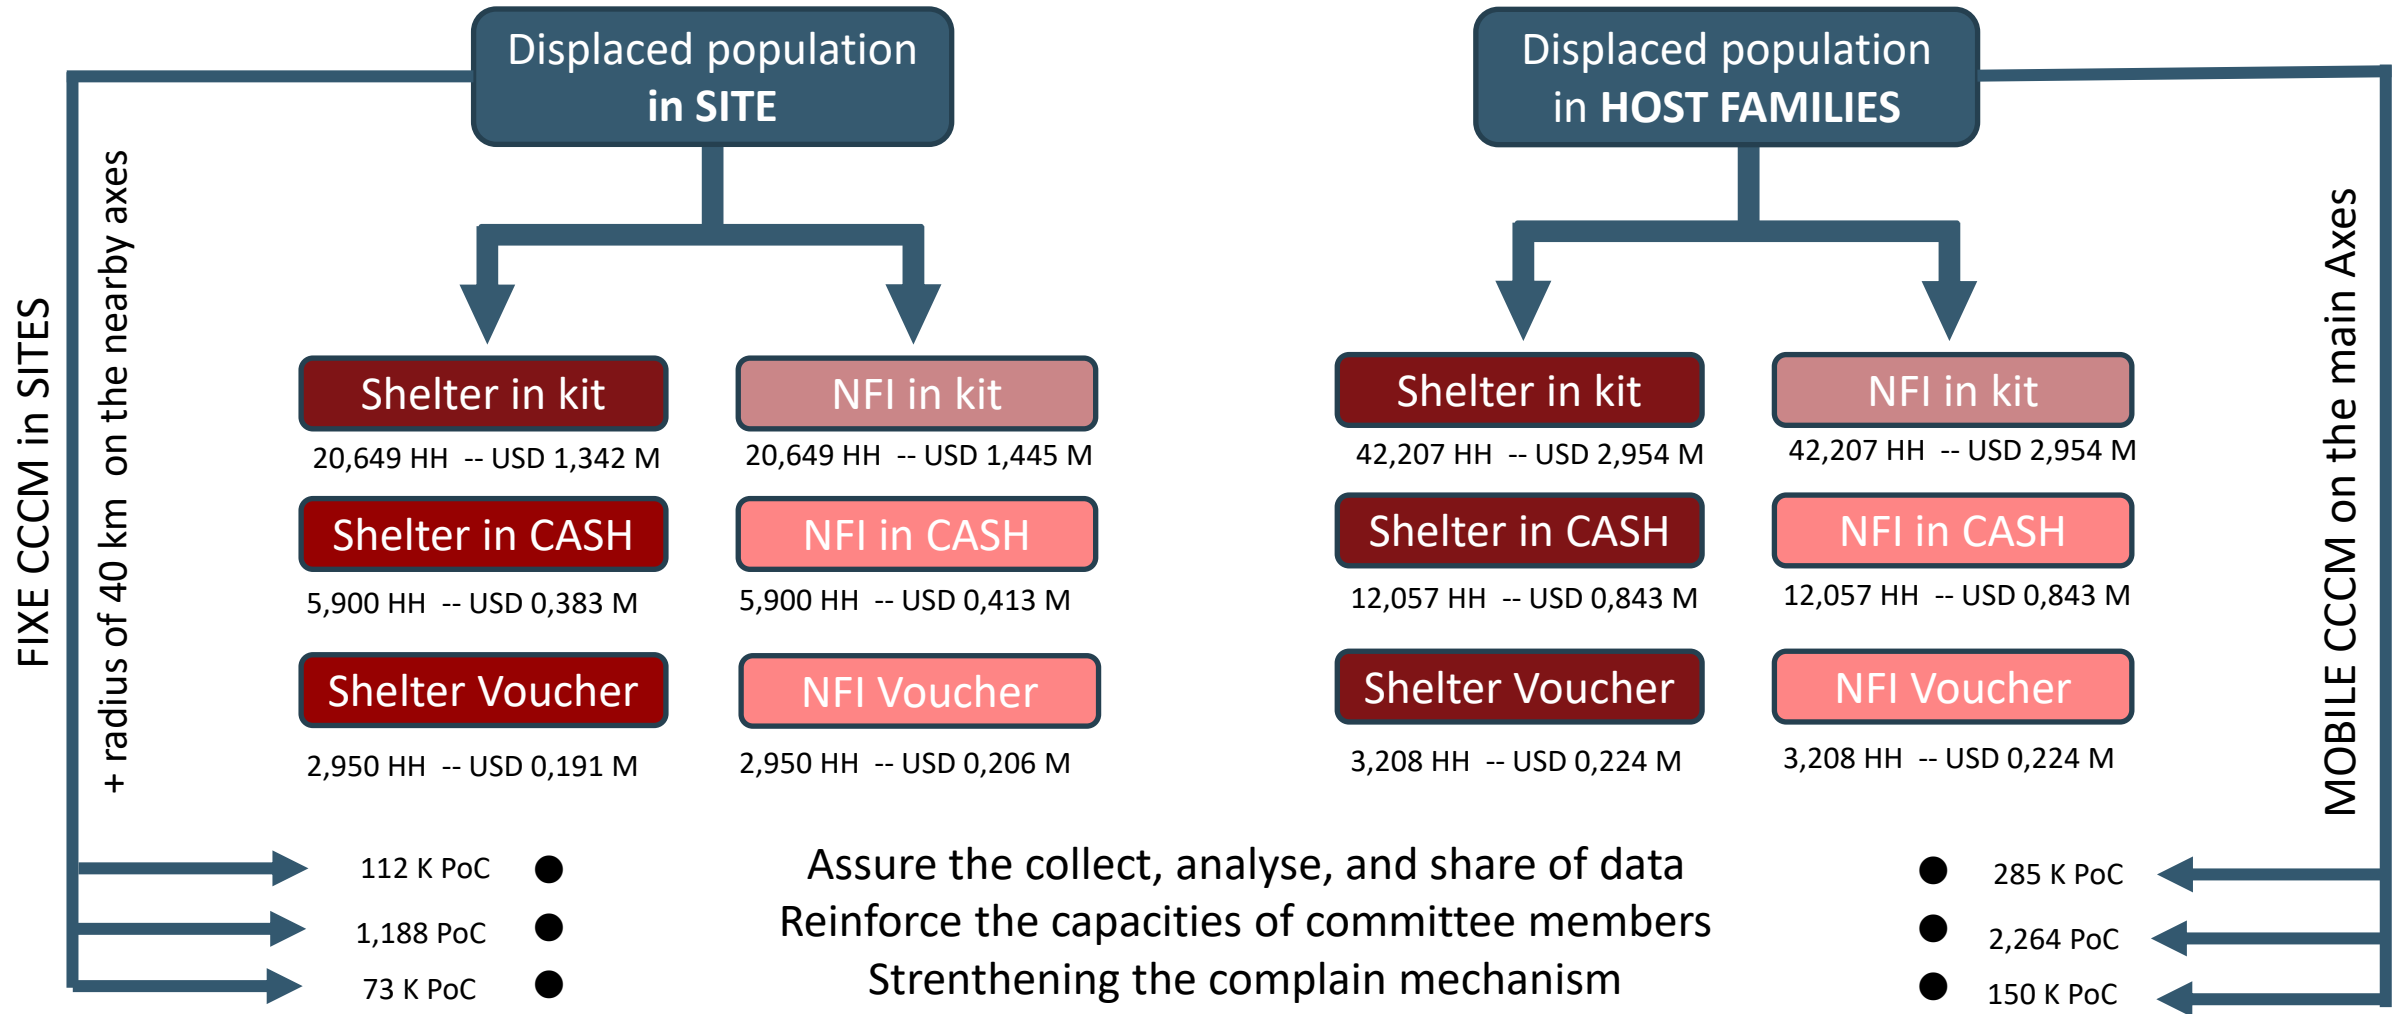 Displaced population
in SITE
Displaced population
in HOST FAMILIES
FIXE CCCM in SITES
+ radius of 40 km on the nearby axes
MOBILE CCCM on the main Axes
Shelter in kit
NFI in kit
20,649 HH -- USD 1,342 M
20,649 HH -- USD 1,445 M
Shelter in CASH
NFI in CASH
5,900 HH -- USD 0,383 M
5,900 HH -- USD 0,413 M
Shelter Voucher
NFI Voucher
2,950 HH -- USD 0,191 M
2,950 HH -- USD 0,206 M
Shelter in kit
NFI in kit
42,207 HH -- USD 2,954 M
42,207 HH -- USD 2,954 M
Shelter in CASH
NFI in CASH
12,057 HH -- USD 0,843 M
12,057 HH -- USD 0,843 M
Shelter Voucher
NFI Voucher
3,208 HH -- USD 0,224 M
3,208 HH -- USD 0,224 M
112 K PoC ● Assure the collect, analyse, and share of data ● 285 K PoC
1,188 PoC ● Reinforce the capacities of committee members ● 2,264 PoC
73 K PoC ● Strenthening the complain mechanism ● 150 K PoC